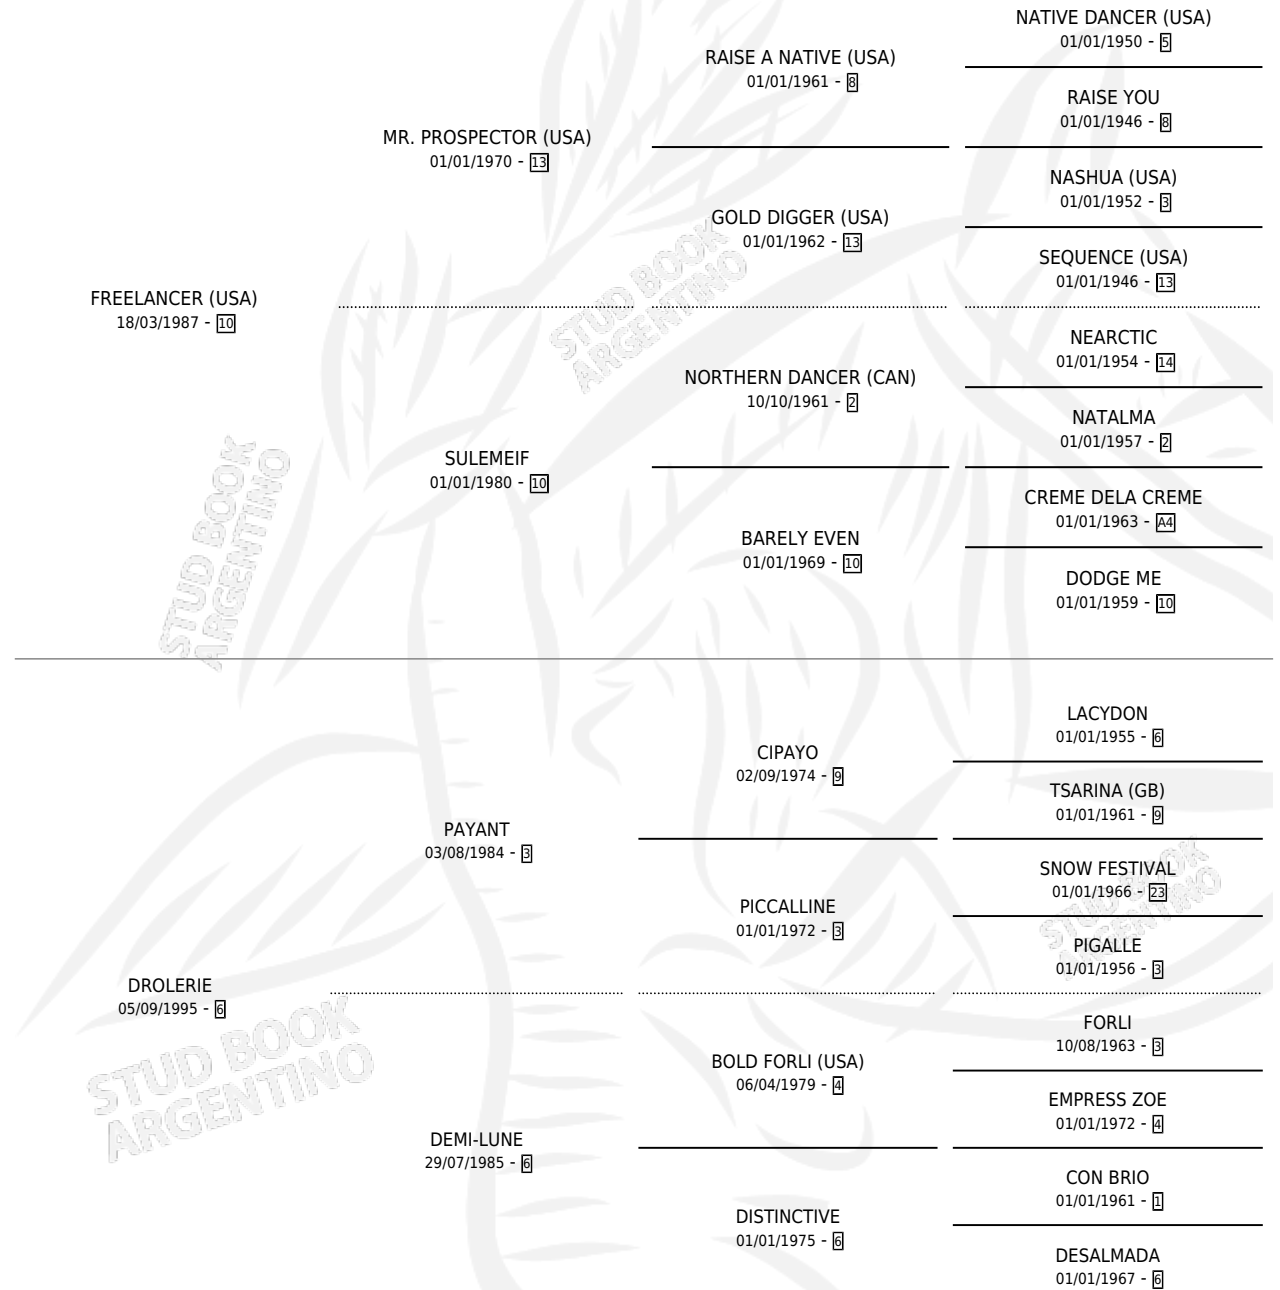 NATIVE DANCER (USA)
01/01/1950 - 5
RAISE A NATIVE (USA)
01/01/1961 - 8
RAISE YOU
01/01/1946 - 8
MR. PROSPECTOR (USA)
01/01/1970 - 13
NASHUA (USA)
01/01/1952 - 3
GOLD DIGGER (USA)
01/01/1962 - 13
SEQUENCE (USA)
01/01/1946 - 13
FREELANCER (USA)
18/03/1987 - 10
NEARCTIC
01/01/1954 - 14
NORTHERN DANCER (CAN)
10/10/1961 - 2
NATALMA
01/01/1957 - 2
SULEMEIF
01/01/1980 - 10
CREME DELA CREME
01/01/1963 - A4
BARELY EVEN
01/01/1969 - 10
DODGE ME
01/01/1959 - 10
LACYDON
01/01/1955 - 6
CIPAYO
02/09/1974 - 9
TSARINA (GB)
01/01/1961 - 9
PAYANT
03/08/1984 - 3
SNOW FESTIVAL
01/01/1966 - 23
PICCALLINE
01/01/1972 - 3
PIGALLE
01/01/1956 - 3
DROLERIE
05/09/1995 - 6
FORLI
10/08/1963 - 3
BOLD FORLI (USA)
06/04/1979 - 4
EMPRESS ZOE
01/01/1972 - 4
DEMI-LUNE
29/07/1985 - 6
CON BRIO
01/01/1961 - 1
DISTINCTIVE
01/01/1975 - 6
DESALMADA
01/01/1967 - 6
STUD BOOK
ARGENTINO
STUD BOOK
ARGENTINO
STUD BOOK
ARGENTINO
STUD BOOK
ARGENTINO